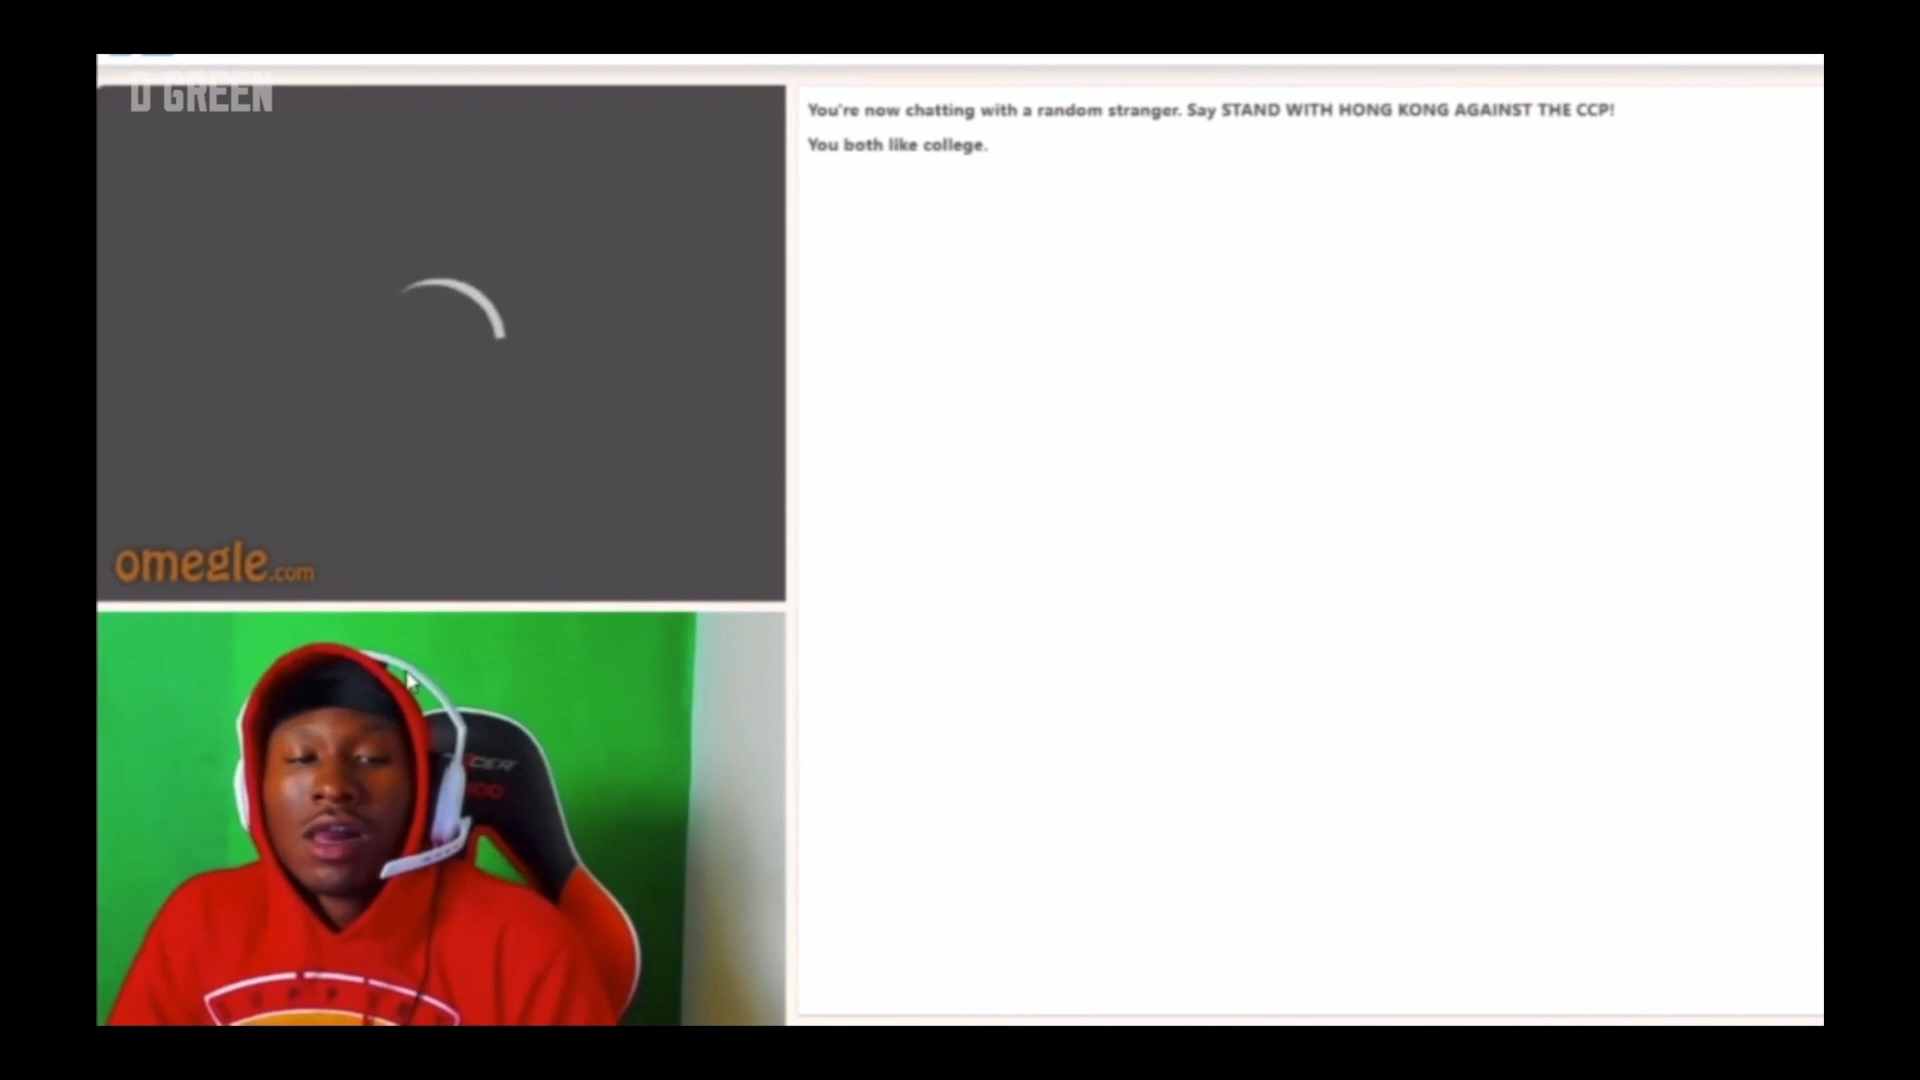 D GREEN
You're now chatting with a random stranger. Say STAND WITH HONG KONG AGAINST THE CCP!
You both like college.
omegle.com